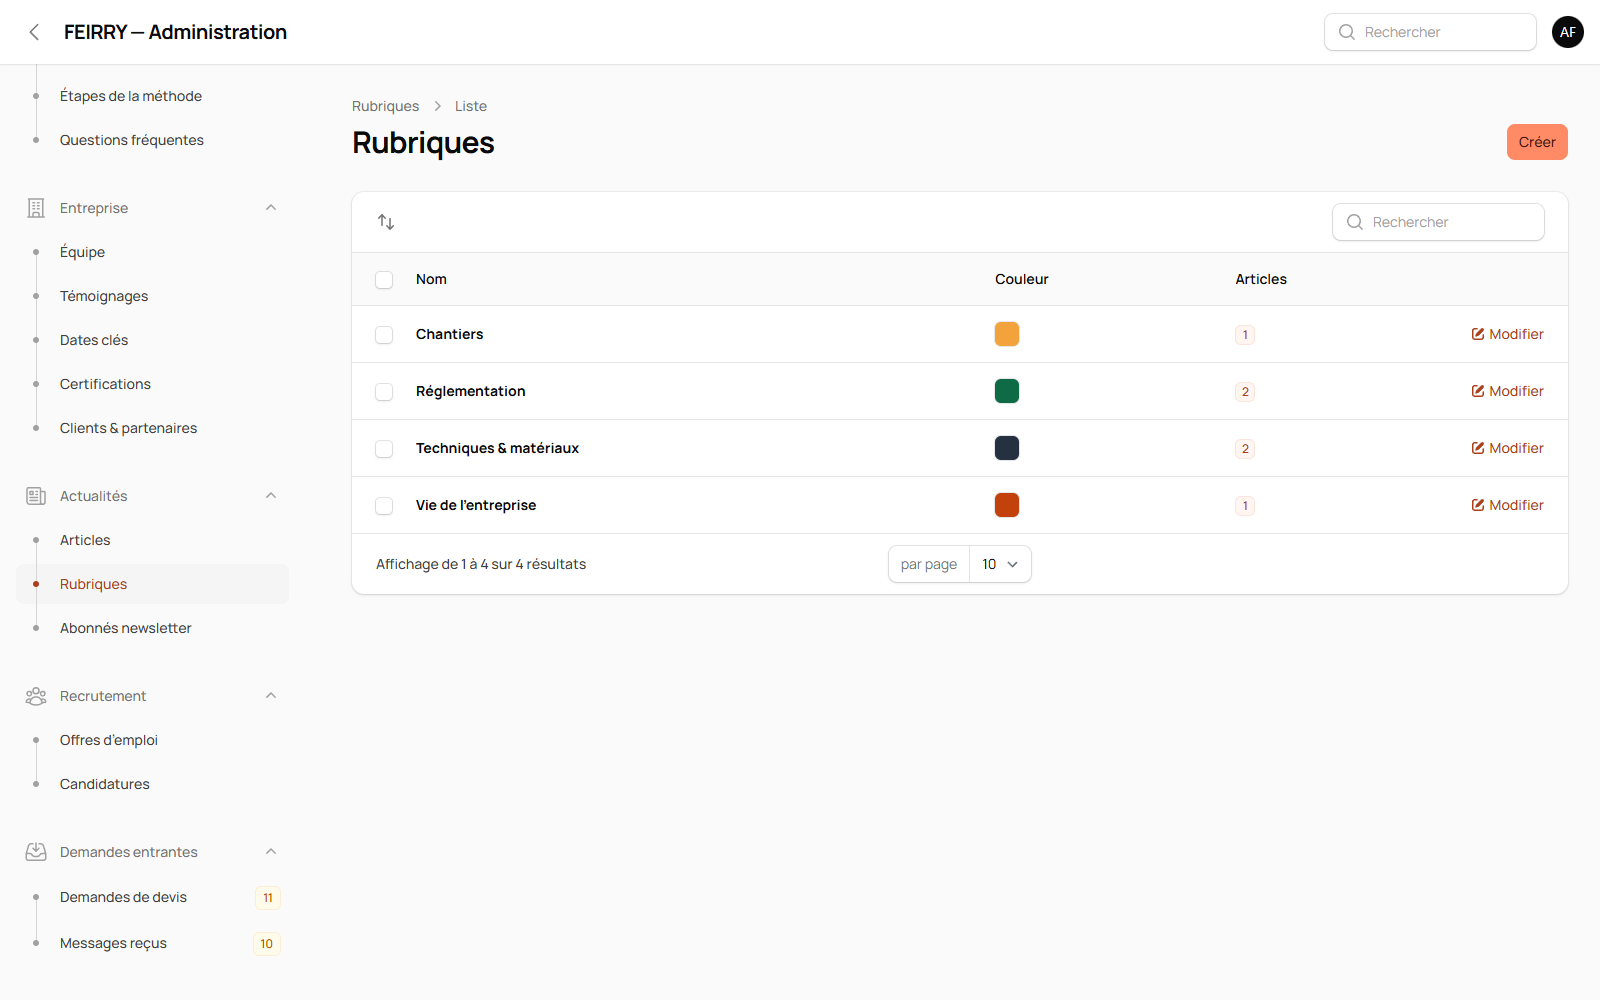 FEIRRY — Administration
Rechercher
AF
Étapes de la méthode
Questions fréquentes
Entreprise
Équipe
Témoignages
Dates clés
Certifications
Clients & partenaires
Actualités
Articles
Rubriques
Abonnés newsletter
Recrutement
Offres d'emploi
Candidatures
Demandes entrantes
Demandes de devis 11
Messages reçus 10
Rubriques > Liste
Rubriques
Créer
Rechercher
Nom Couleur Articles
Chantiers 1 Modifier
Réglementation 2 Modifier
Techniques & matériaux 2 Modifier
Vie de l'entreprise 1 Modifier
Affichage de 1 à 4 sur 4 résultats
par page 10